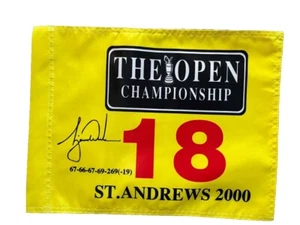 THE OPEN
CHAMPIONSHIP
18
67-66-67-69-269(-19)
ST.ANDREWS 2000